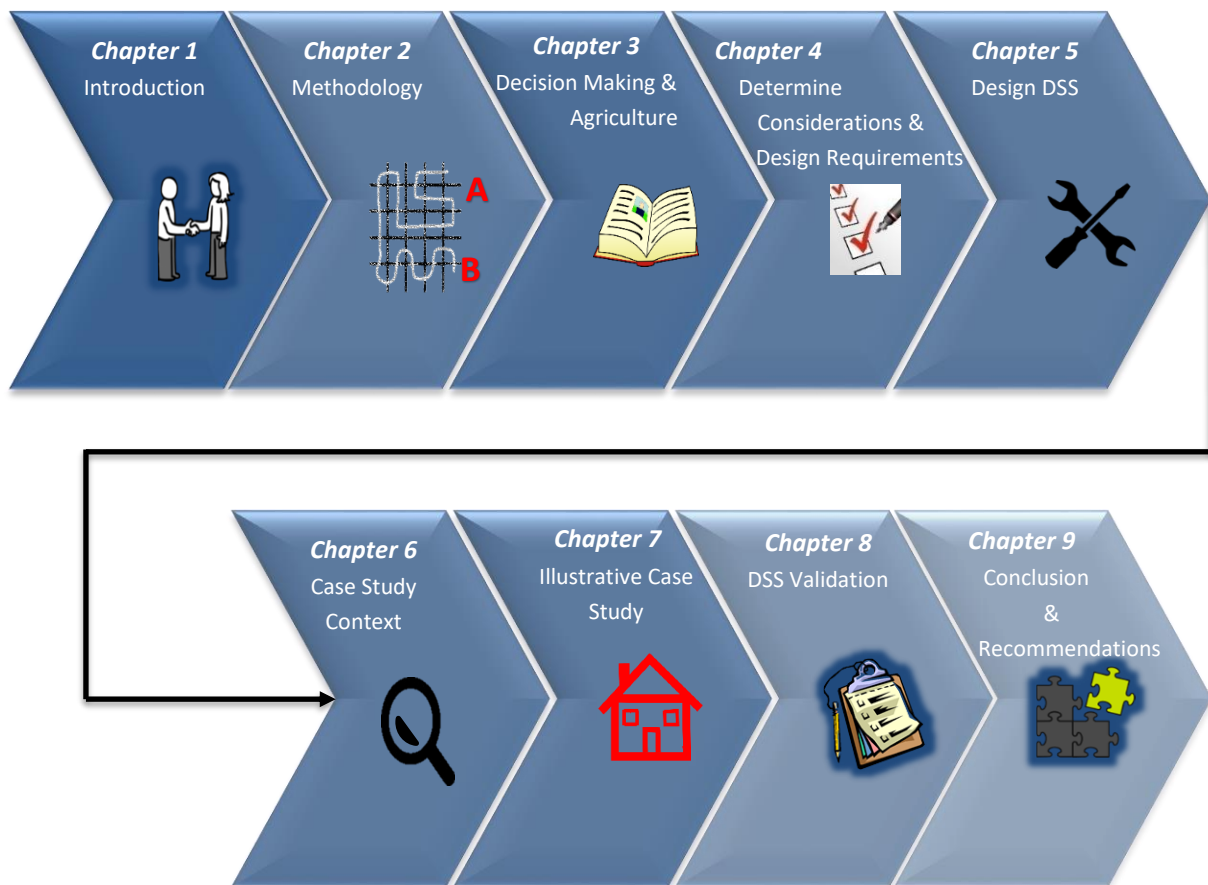 Chapter 1
Introduction
Chapter 2
Methodology
A
B
Chapter 3
Decision Making &
Agriculture
Chapter 4
Determine
Considerations &
Design Requirements
Chapter 5
Design DSS
Chapter 6
Case Study
Context
Chapter 7
Illustrative Case
Study
Chapter 8
DSS Validation
Chapter 9
Conclusion
&
Recommendations